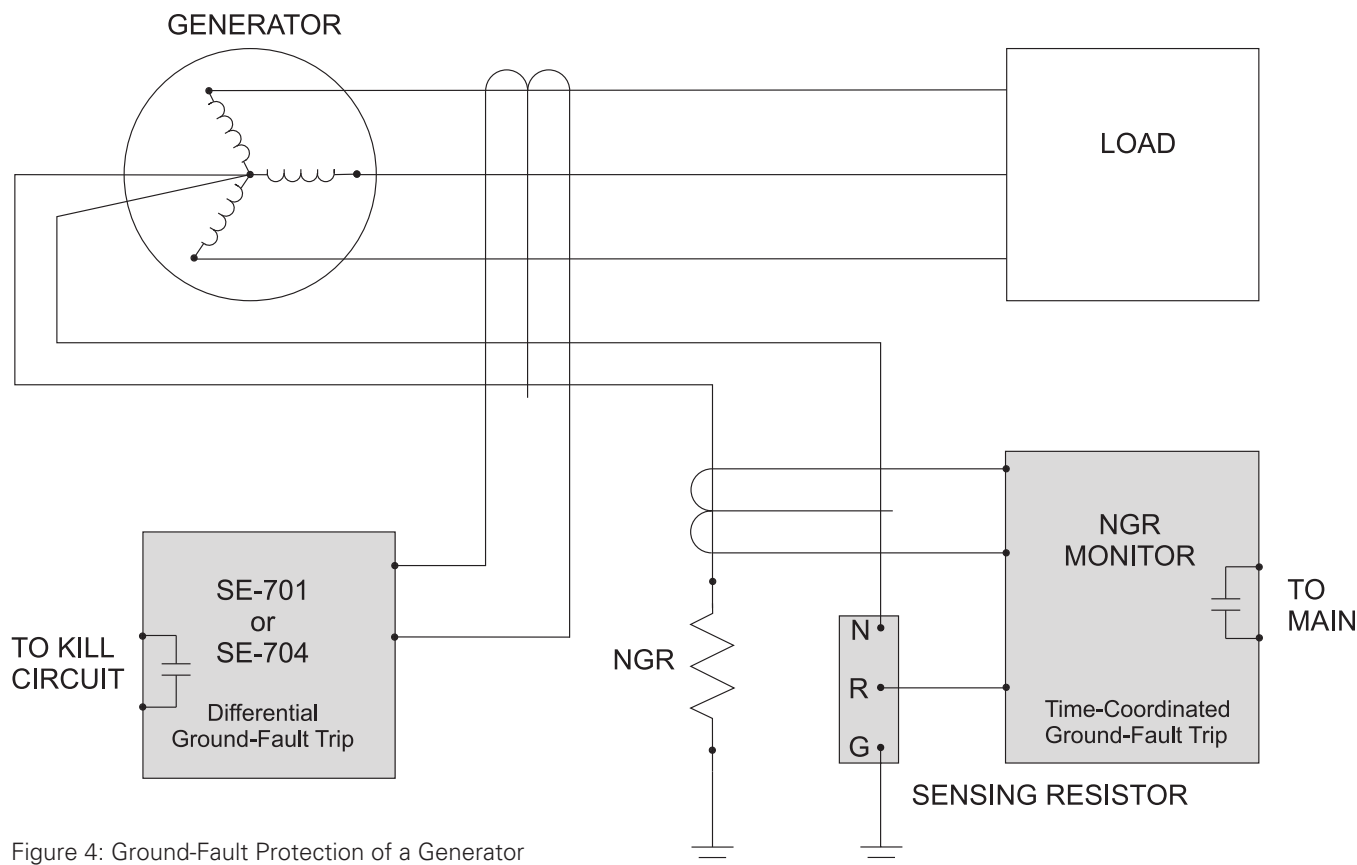 GENERATOR
LOAD
SE-701
or
SE-704
Differential
Ground-Fault Trip
TO KILL
CIRCUIT
NGR
N
R
G
SENSING RESISTOR
NGR
MONITOR
Time-Coordinated
Ground-Fault Trip
TO
MAIN
Figure 4: Ground-Fault Protection of a Generator